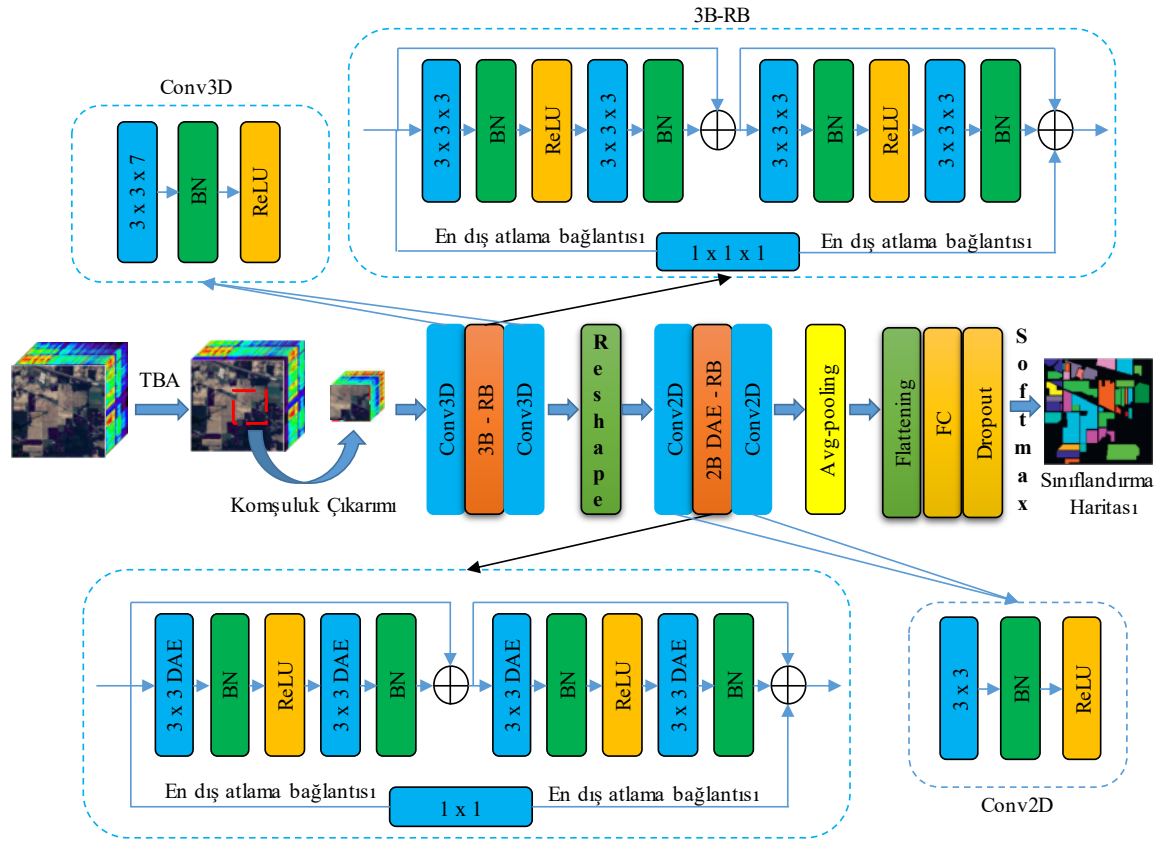 3B-RB
Conv3D
3 x 3 x 7
BN
ReLU
3 x 3 x 3
BN
ReLU
3 x 3 x 3
BN
3 x 3 x 3
BN
ReLU
3 x 3 x 3
BN
En dış atlama bağlantısı
1 x 1 x 1
En dış atlama bağlantısı
TBA
Komşuluk Çıkarımı
Conv3D
3B - RB
Conv3D
Reshape
Conv2D
2B DAE - RB
Conv2D
Avg-pooling
Flattening
FC
Dropout
Softmax
Sınıflandırma
Haritası
3 x 3 DAE
BN
ReLU
3 x 3 DAE
BN
3 x 3 DAE
BN
ReLU
3 x 3 DAE
BN
En dış atlama bağlantısı
1 x 1
En dış atlama bağlantısı
3 x 3
BN
ReLU
Conv2D